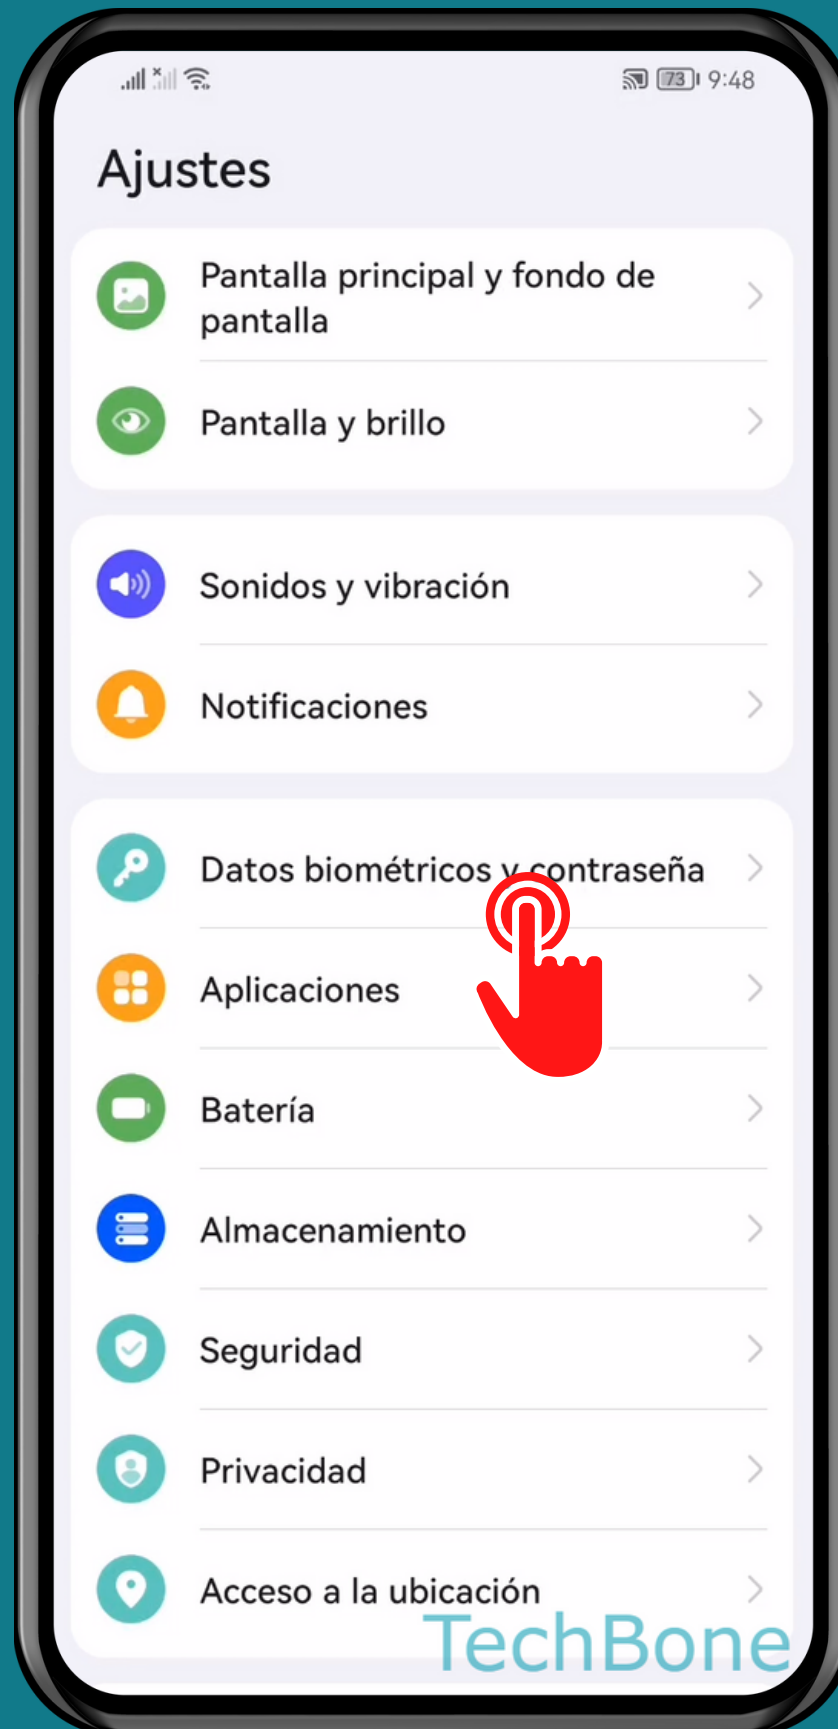 73 9:48
Ajustes
Pantalla principal y fondo de
pantalla
Pantalla y brillo
Sonidos y vibración
Notificaciones
Datos biométricos y contraseña
Aplicaciones
Batería
Almacenamiento
Seguridad
Privacidad
Acceso a la ubicación
TechBone